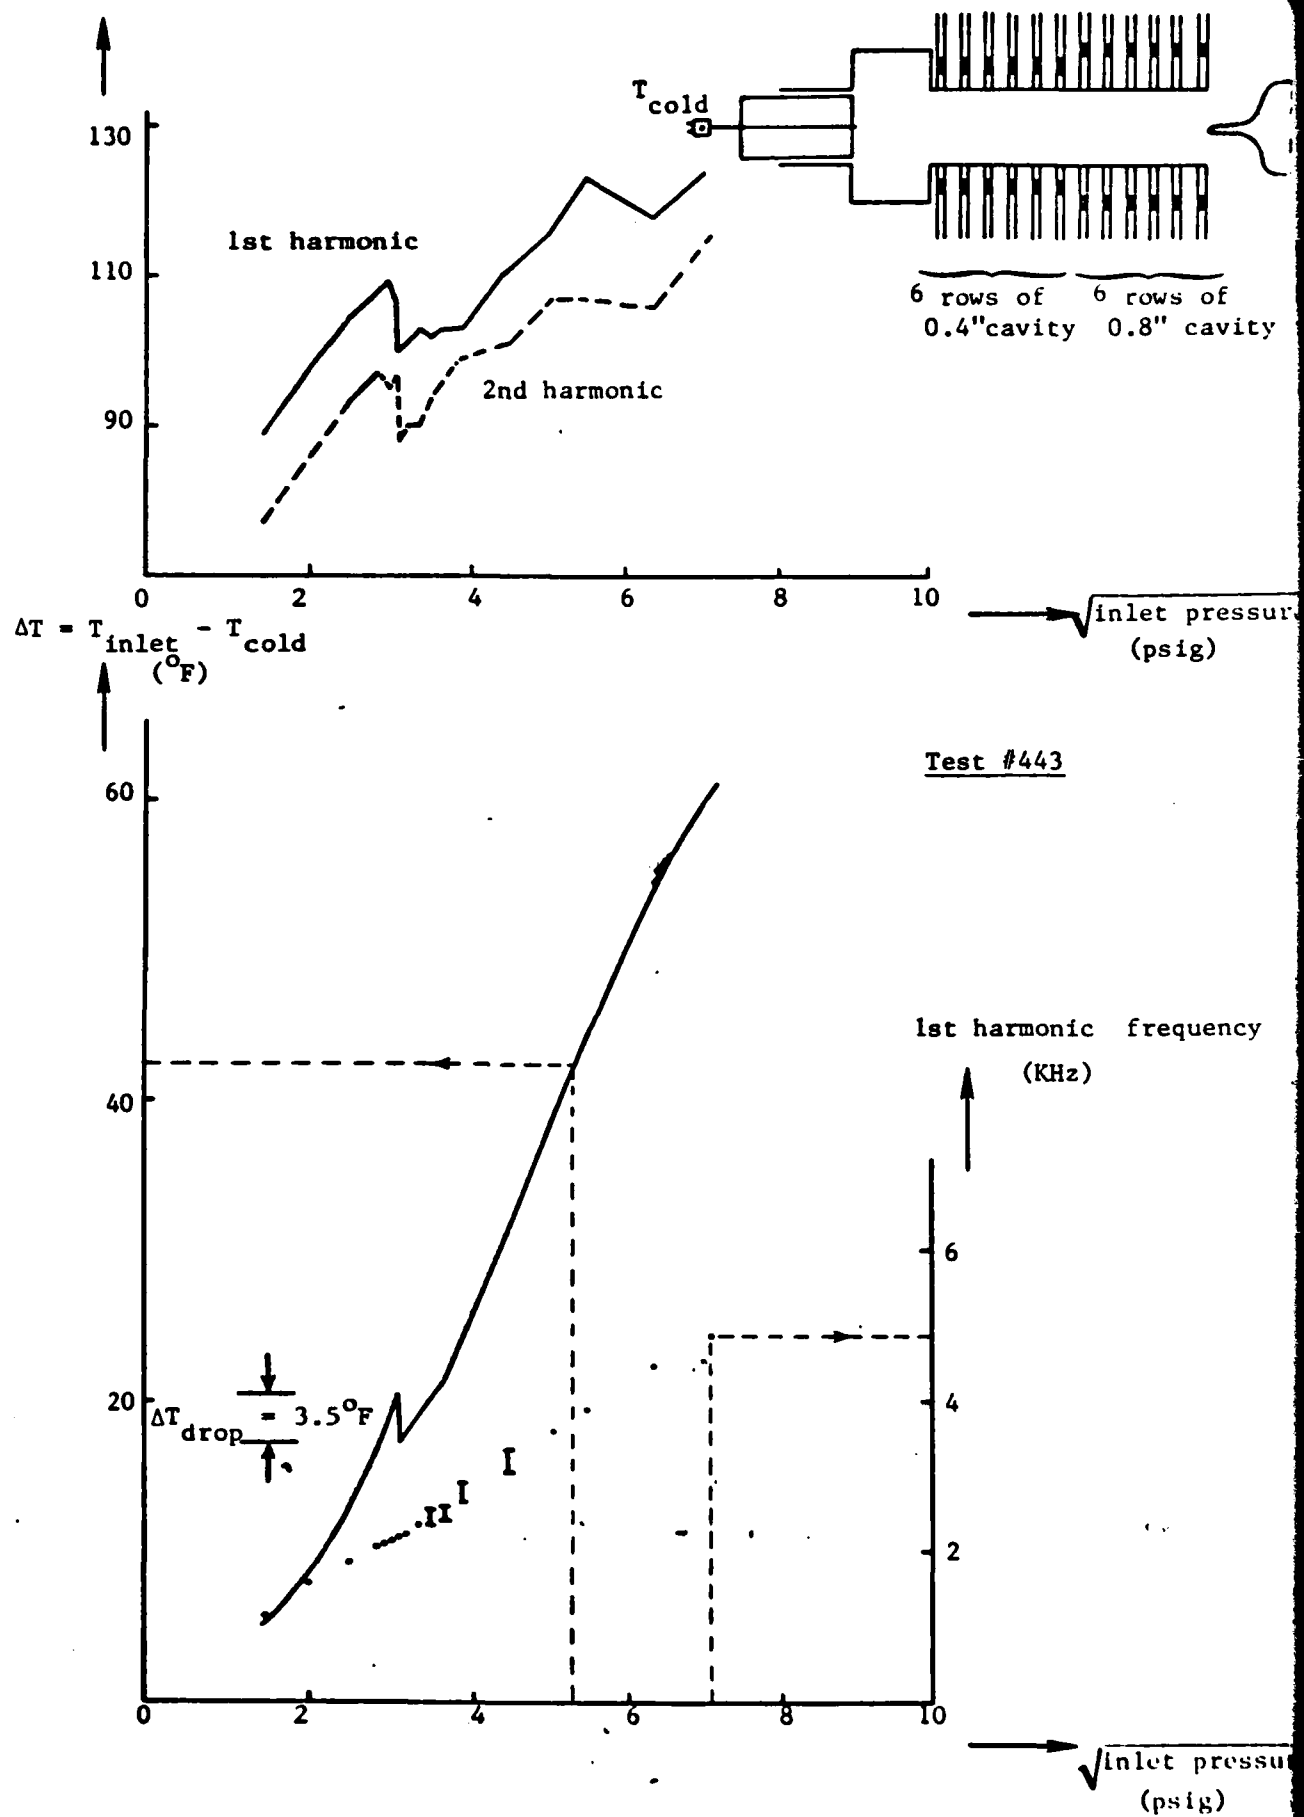 T cold
130
110
90
1st harmonic
2nd harmonic
6 rows of 0.4"cavity
6 rows of 0.8" cavity
0 2 4 6 8 10
√inlet pressur
(psig)
ΔT = T inlet - T cold
(°F)
Test #443
60
40
20
ΔT drop = 3.5°F
1st harmonic frequency
(KHz)
6
4
2
0 2 4 6 8 10
√inlet pressu
(psig)